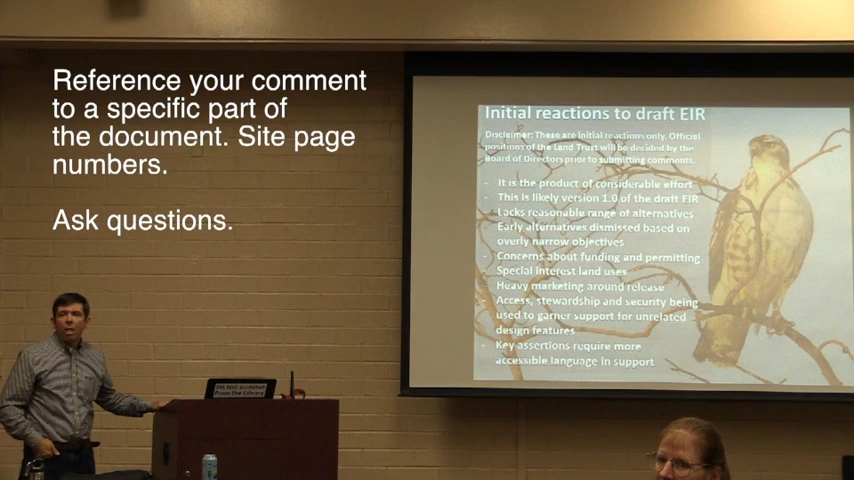 Reference your comment
to a specific part of
the document. Site page
numbers.
Ask questions.
Initial reactions to draft EIR
Disclaimer: These are initial reactions only. Official
positions of the Land Trust will be decided by the
Board of Directors prior to submitting comments.
- It is the product of considerable effort
- This is likely version 1.0 of the draft EIR
- Lacks reasonable range of alternatives
- Early alternatives dismissed based on
overly narrow objectives
- Concerns about funding and permitting
- Special interest land uses
- Heavy marketing around release
- Access, stewardship and security being
used to garner support for unrelated
design features
- Key assertions require more
accessible language in support
From the Library